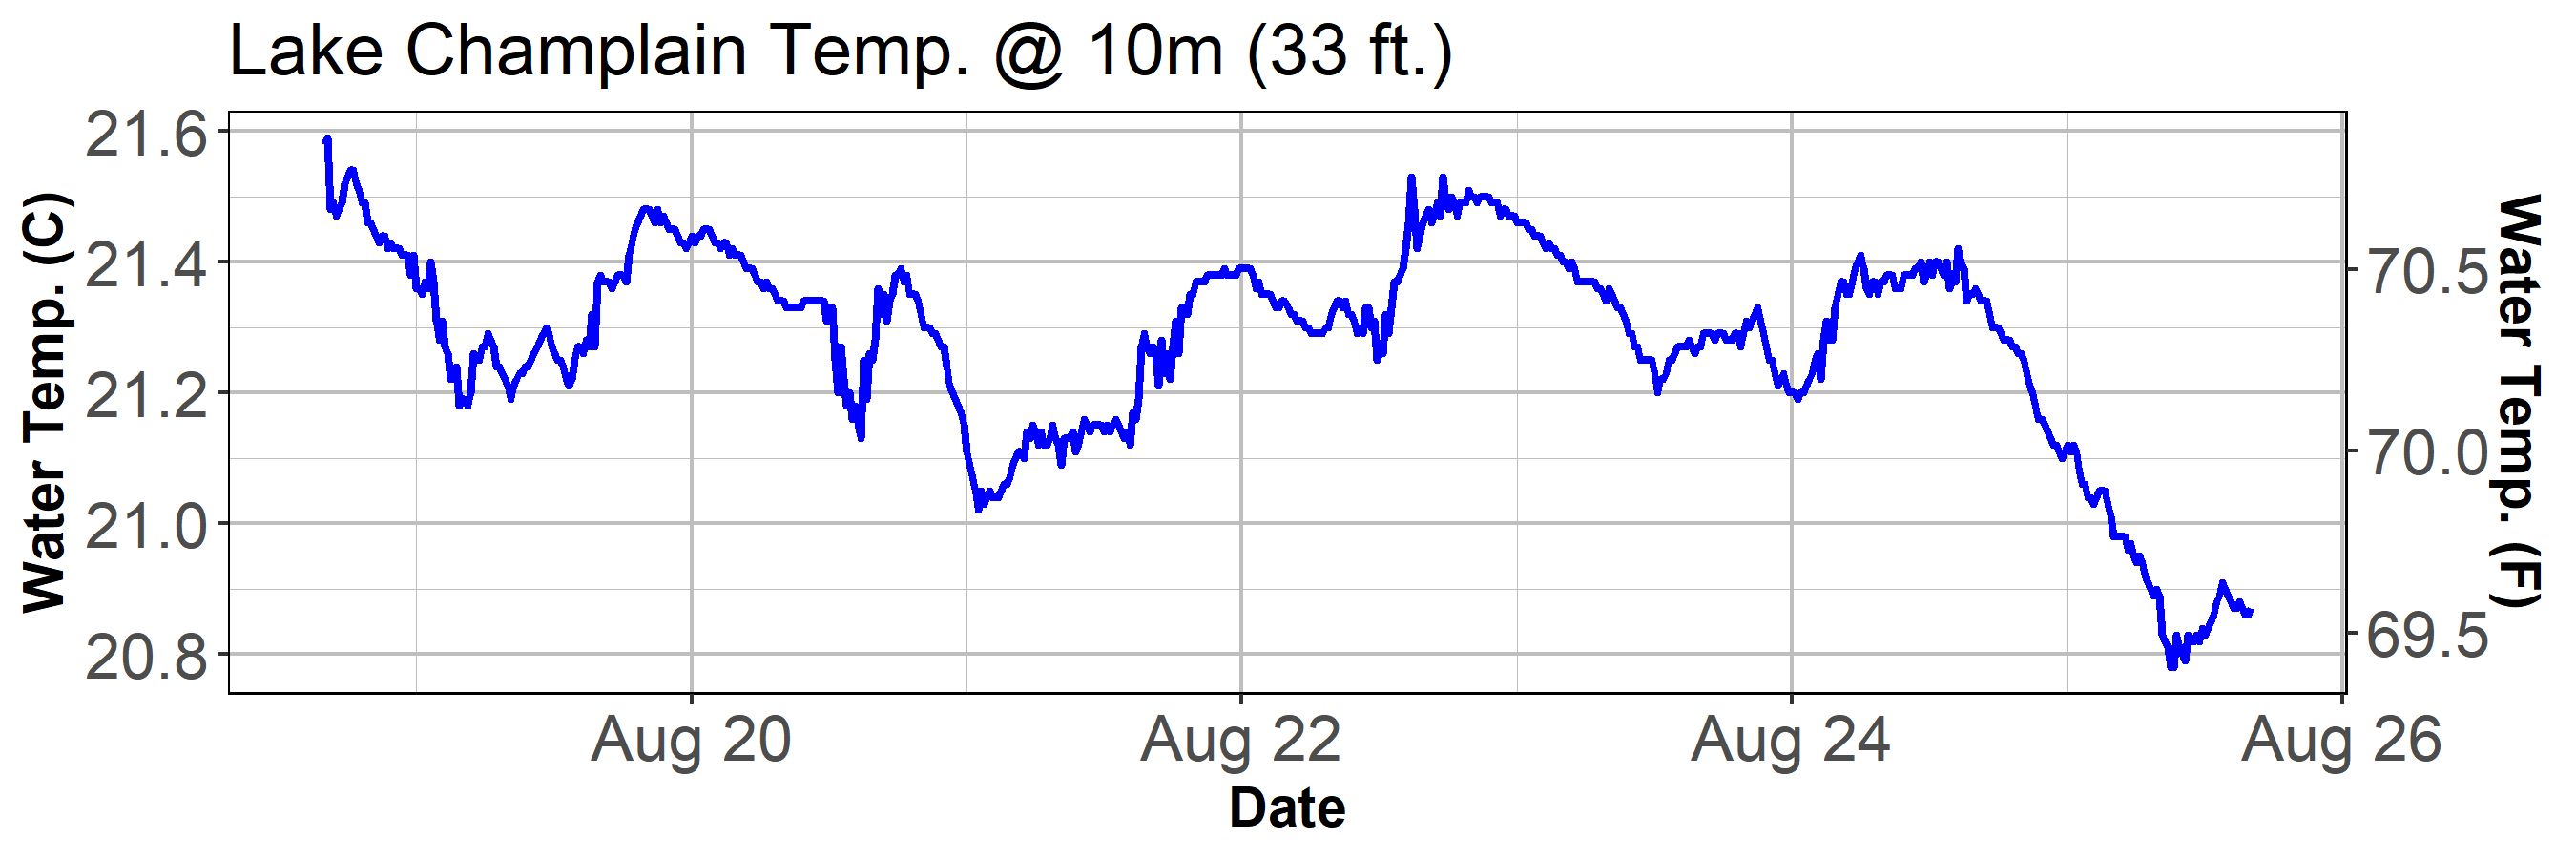 Lake Champlain Temp. @ 10m (33 ft.)
Water Temp. (C)
21.6
21.4
21.2
21.0
20.8
70.5
70.0
69.5
Water Temp. (F)
Aug 20 Aug 22 Aug 24 Aug 26
Date